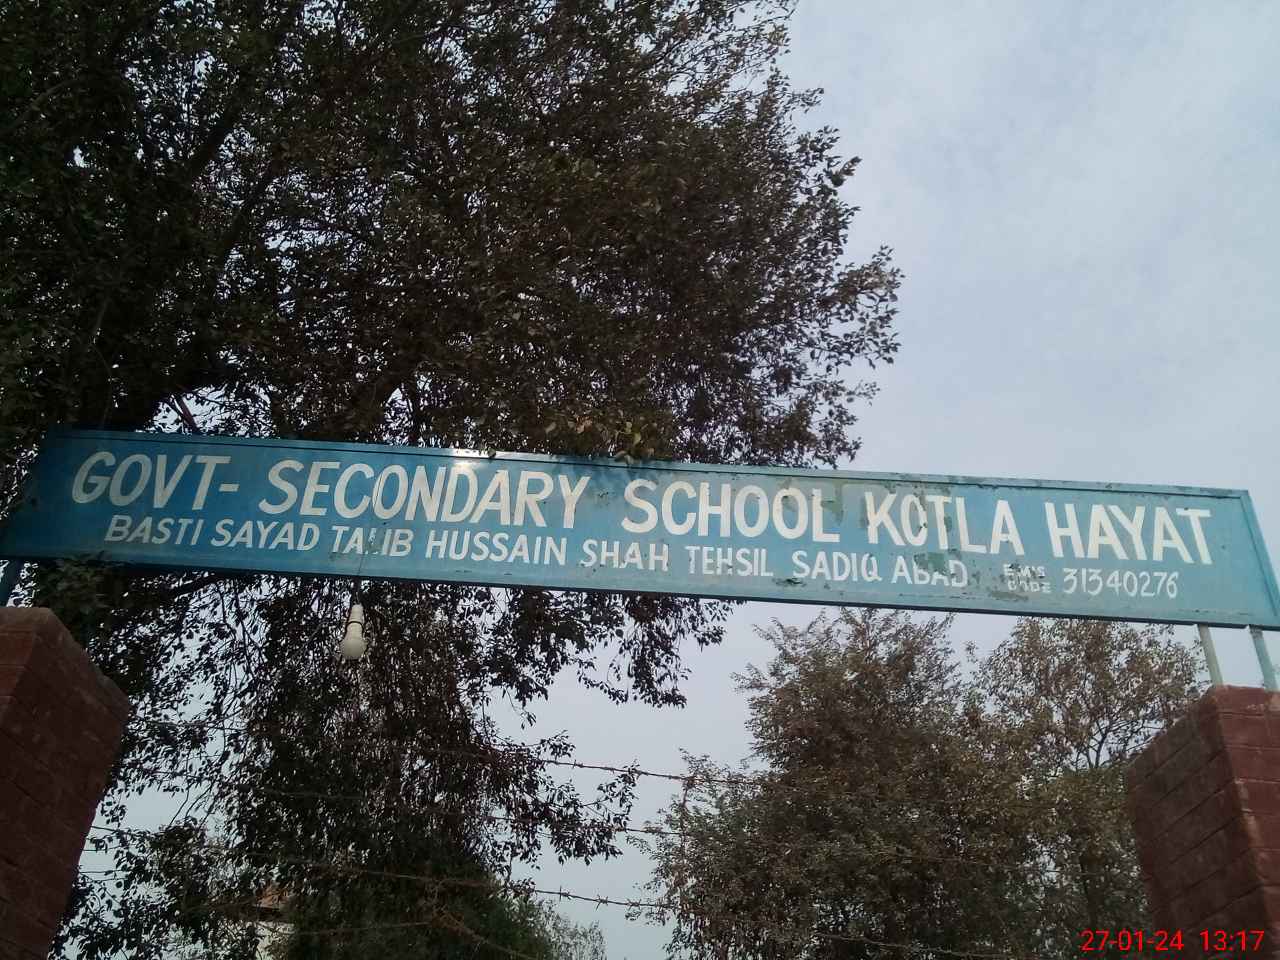 GOVT- SECONDARY SCHOOL KOTLA HAYAT
BASTI SAYAD TALIB HUSSAIN SHAH TEHSIL SADIQ ABAD EMIS CODE 31340276
27-01-24 13:17